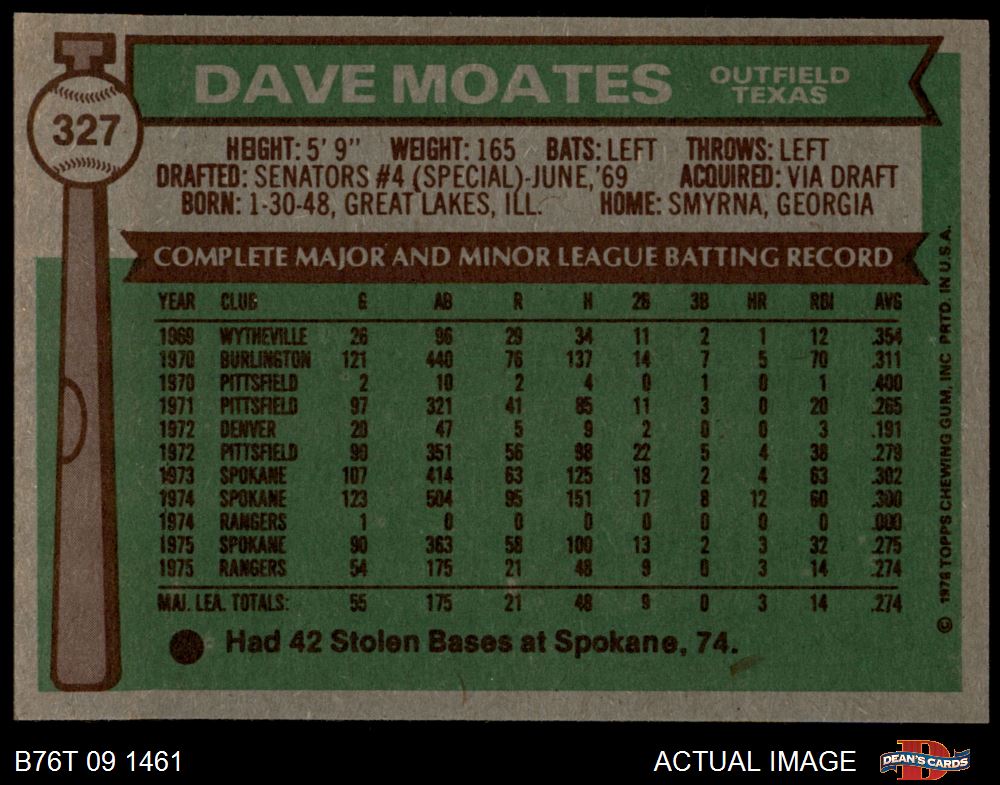 327
DAVE MOATES
OUTFIELD
TEXAS
HEIGHT: 5' 9" WEIGHT: 165 BATS: LEFT THROWS: LEFT
DRAFTED: SENATORS #4 (SPECIAL)-JUNE,'69 ACQUIRED: VIA DRAFT
BORN: 1-30-48, GREAT LAKES, ILL. HOME: SMYRNA, GEORGIA
COMPLETE MAJOR AND MINOR LEAGUE BATTING RECORD
YEAR CLUB G AB R H 2B 3B HR RBI AVG
1969 WYTHEVILLE 26 96 29 34 11 2 1 12 .354
1970 BURLINGTON 121 440 76 137 14 7 5 70 .311
1970 PITTSFIELD 2 10 2 4 0 1 0 1 .400
1971 PITTSFIELD 97 321 41 85 11 3 0 20 .265
1972 DENVER 20 47 5 9 2 0 0 3 .191
1972 PITTSFIELD 90 351 56 98 22 5 4 38 .279
1973 SPOKANE 107 414 63 125 18 2 4 63 .302
1974 SPOKANE 123 504 95 151 17 8 12 60 .300
1974 RANGERS 1 0 0 0 0 0 0 0 .000
1975 SPOKANE 90 363 58 100 13 2 3 32 .275
1975 RANGERS 54 175 21 48 9 0 3 14 .274
MAJ. LEA. TOTALS: 55 175 21 48 9 0 3 14 .274
Had 42 Stolen Bases at Spokane, 74.
© 1976 TOPPS CHEWING GUM, INC PRTD. IN U.S.A.
B76T 09 1461
ACTUAL IMAGE
DEAN'S CARDS